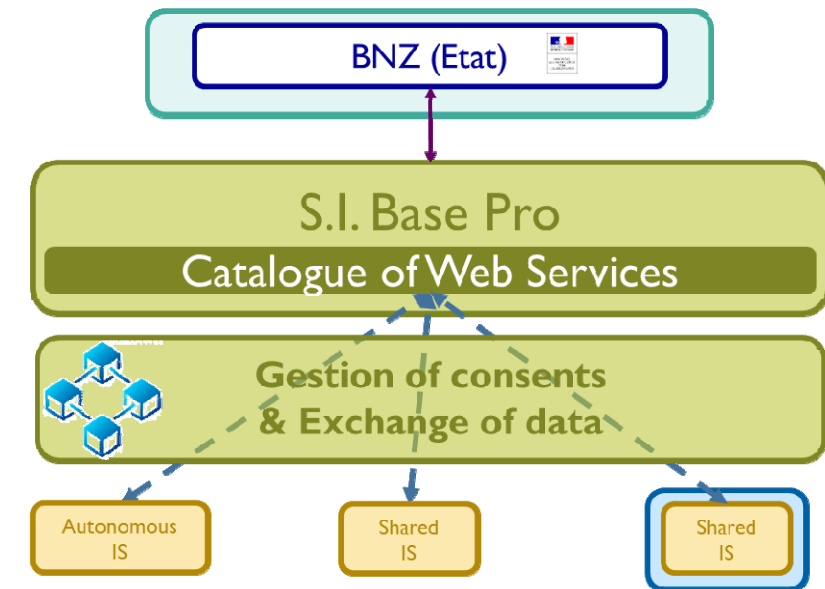 BNZ (Etat)
S.I. Base Pro
Catalogue of Web Services
Gestion of consents
& Exchange of data
Autonomous
IS
Shared
IS
Shared
IS